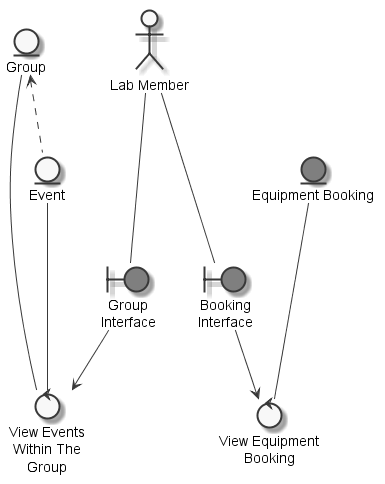 Group
Lab Member
Event
Equipment Booking
Group
Interface
Booking
Interface
View Events
Within The
Group
View Equipment
Booking